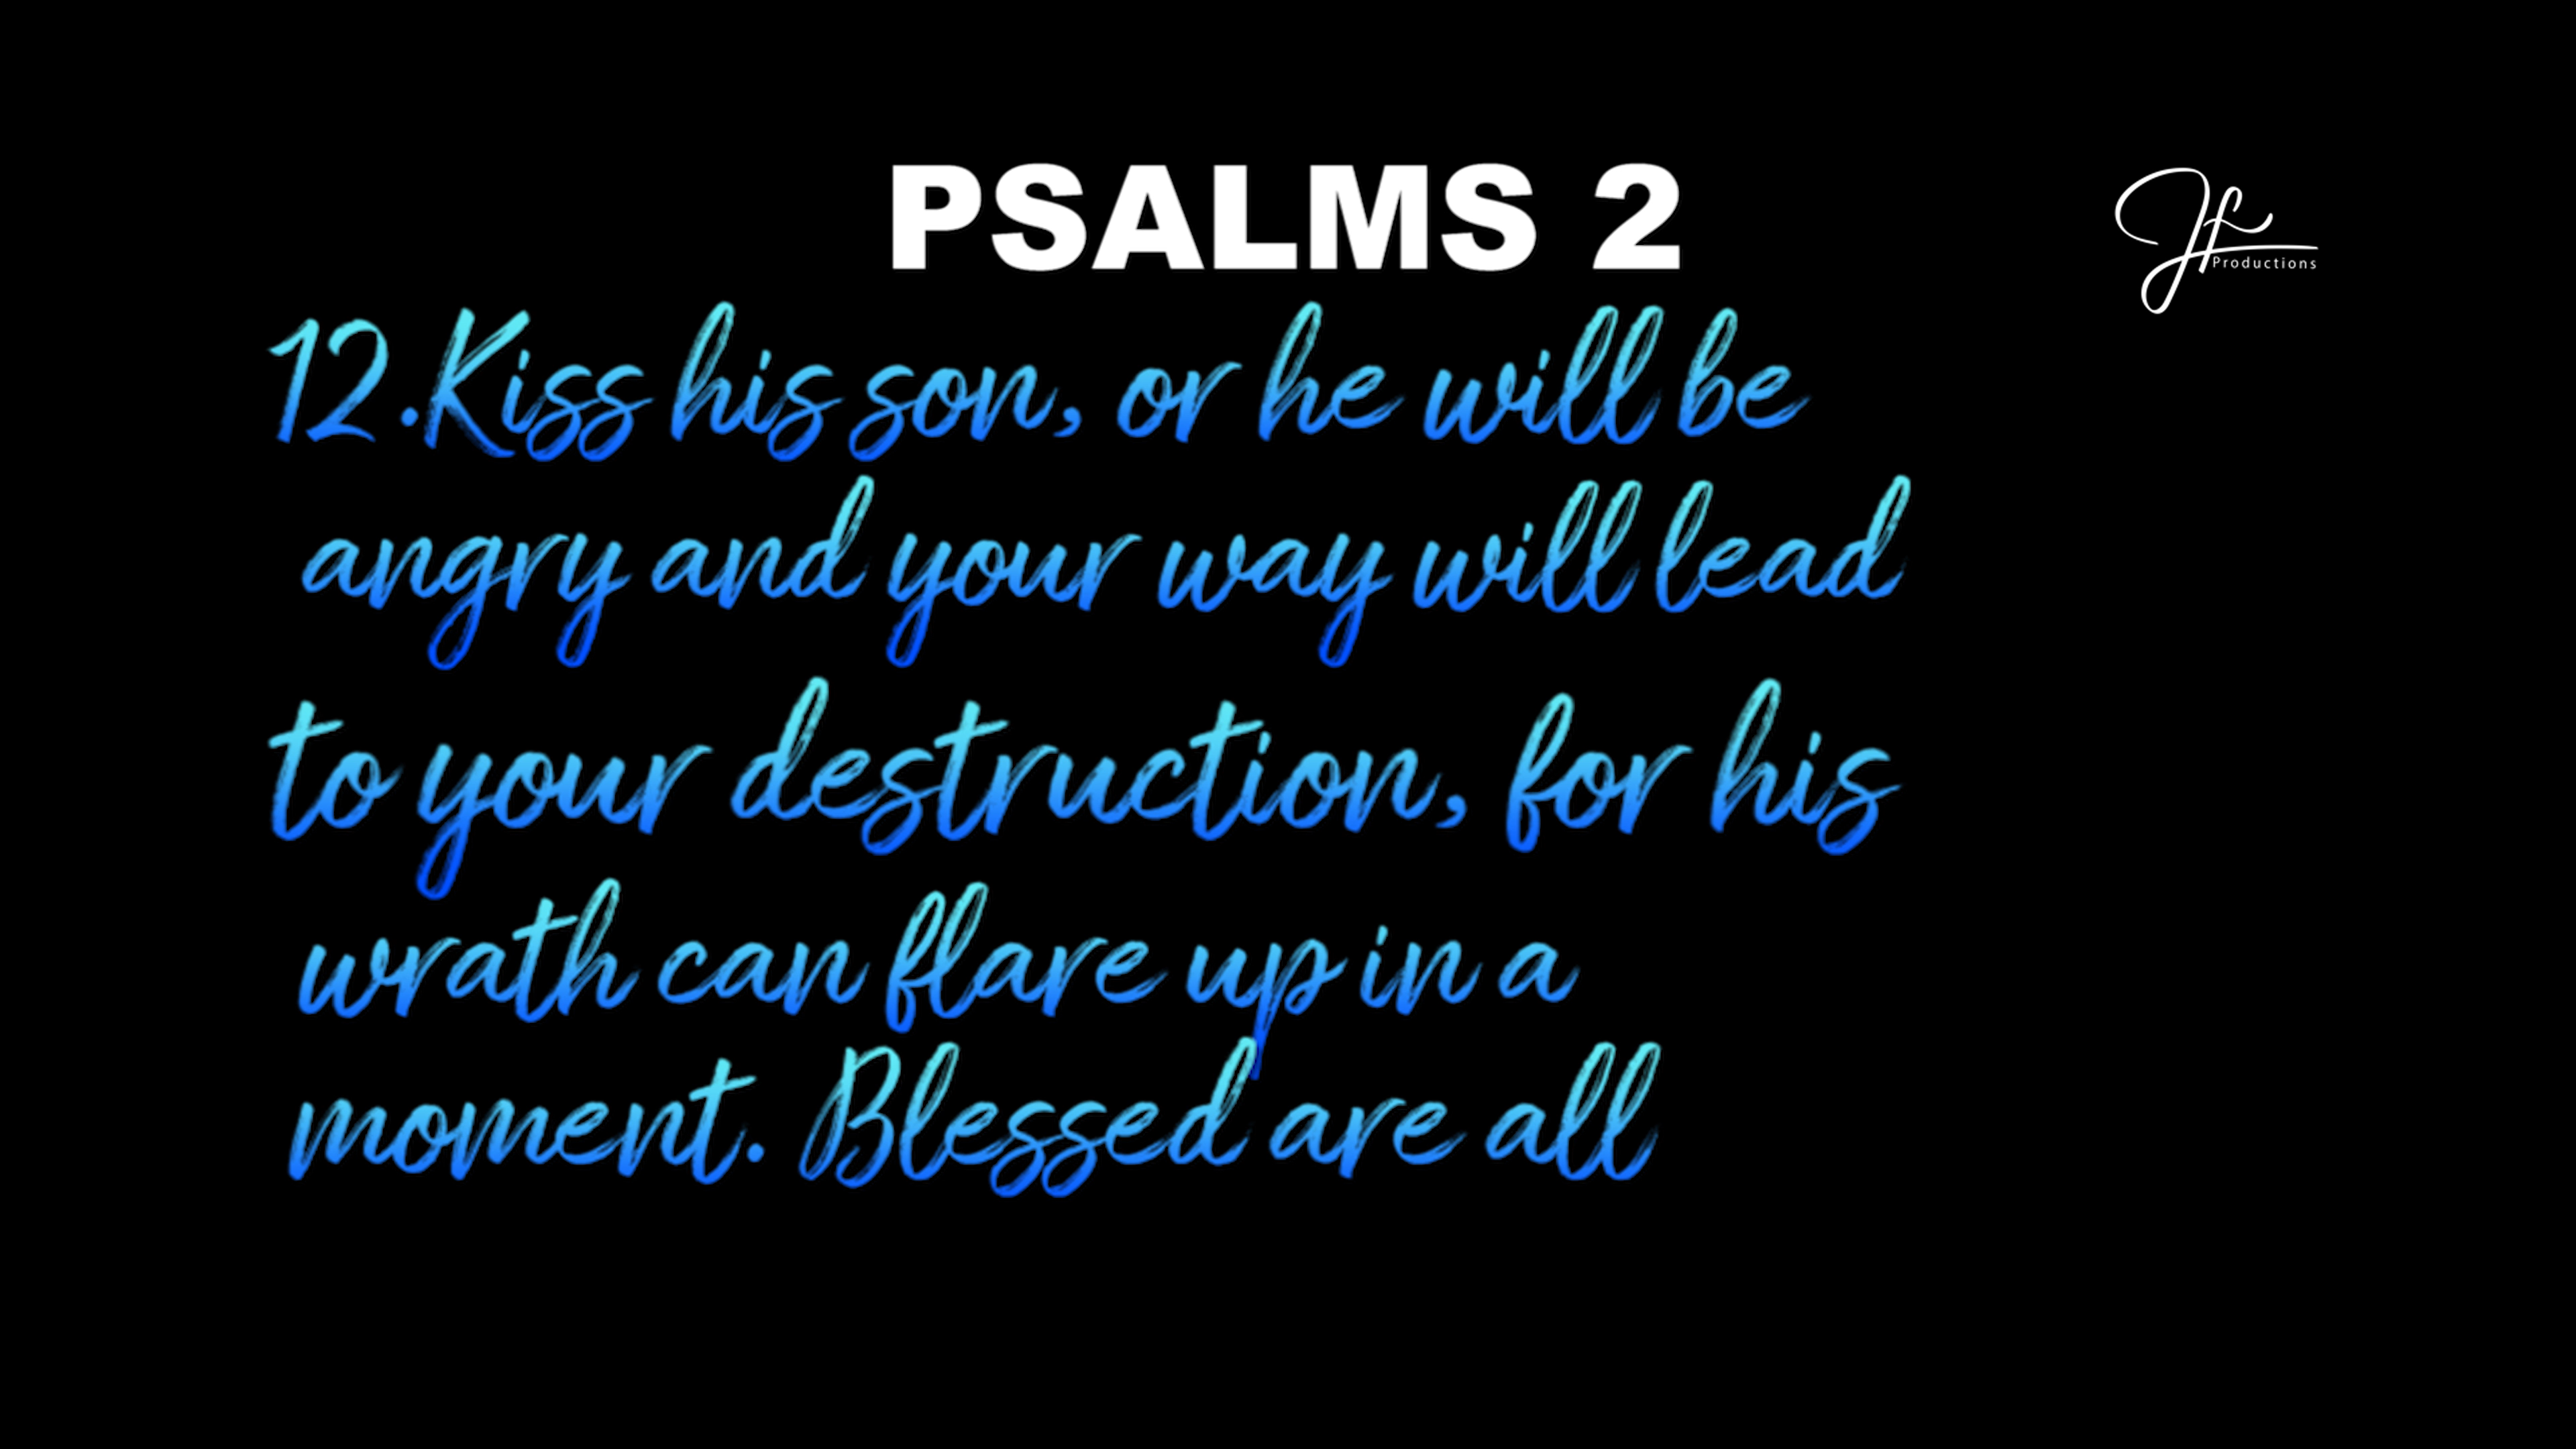 PSALMS 2
12.Kiss his son, or he will be
angry and your way will lead
to your destruction, for his
wrath can flare up in a
moment. Blessed are all
Jf
Productions